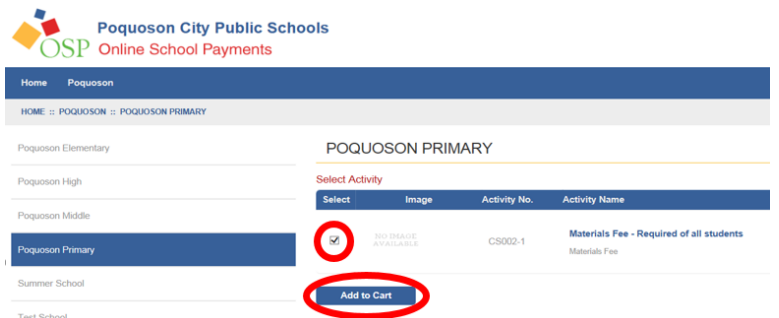 Poquoson City Public Schools
OSP Online School Payments
Home Poquoson
HOME :: POQUOSON :: POQUOSON PRIMARY
Poquoson Elementary
Poquoson High
Poquoson Middle
Poquoson Primary
Summer School
Test School
POQUOSON PRIMARY
Select Activity
Select Image Activity No. Activity Name
NO IMAGE
AVAILABLE
CS002-1
Materials Fee - Required of all students
Materials Fee
Add to Cart